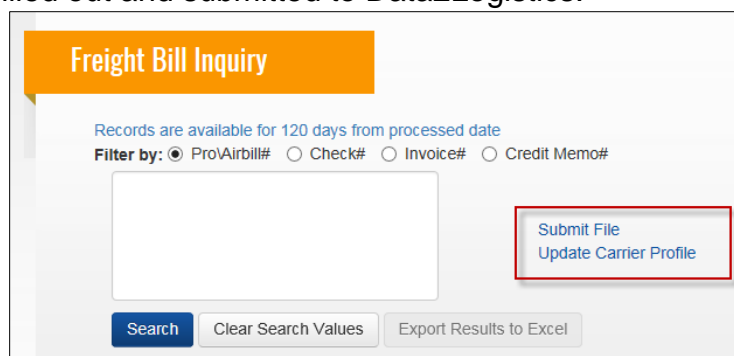 filled out and submitted to Data2Logistics.
Freight Bill Inquiry
Records are available for 120 days from processed date
Filter by: Pro\Airbill# Check# Invoice# Credit Memo#
Submit File
Update Carrier Profile
Search Clear Search Values Export Results to Excel